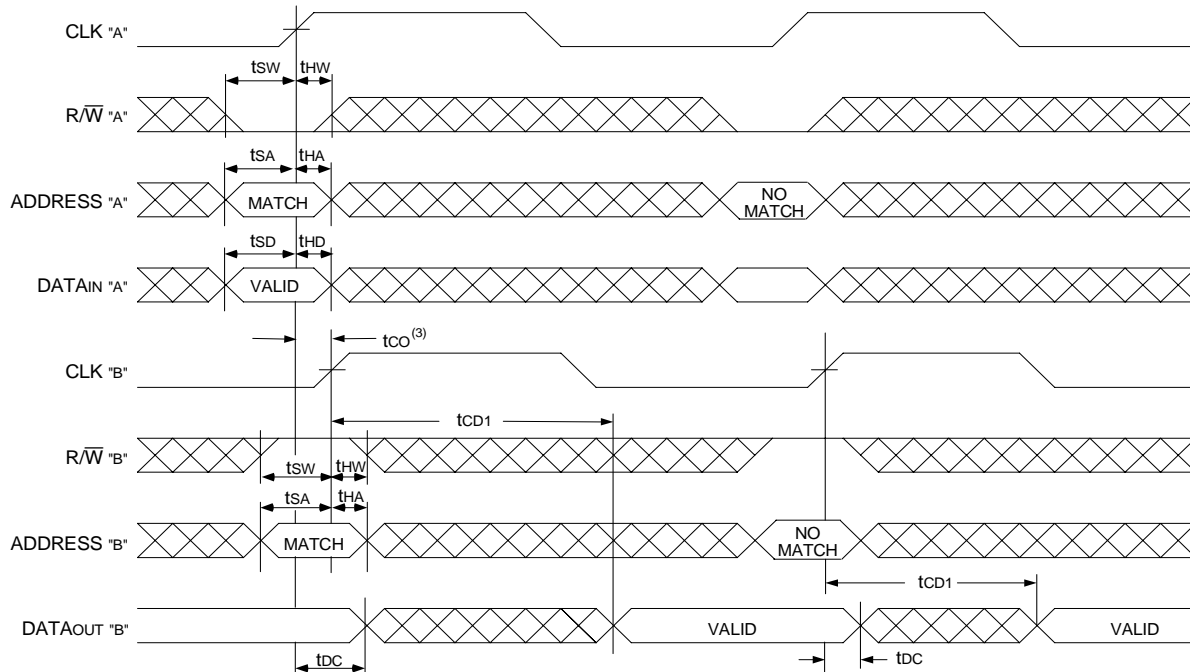 CLK "A"
tSW tHW
R/W̅ "A"
tSA tHA
ADDRESS "A" MATCH NO MATCH
tSD tHD
DATAIN "A" VALID
tCO(3)
CLK "B"
tCD1
R/W̅ "B"
tSW tHW
tSA tHA
ADDRESS "B" MATCH NO MATCH
tCD1
DATAOUT "B" VALID VALID
tDC tDC